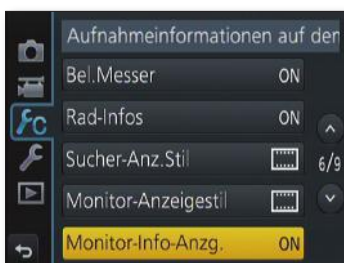 Aufnahmeinformationen auf den
Bel.Messer ON
Rad-Infos ON
Sucher-Anz.Stil
6/9
Monitor-Anzeigestil
Monitor-Info-Anzg. ON
C